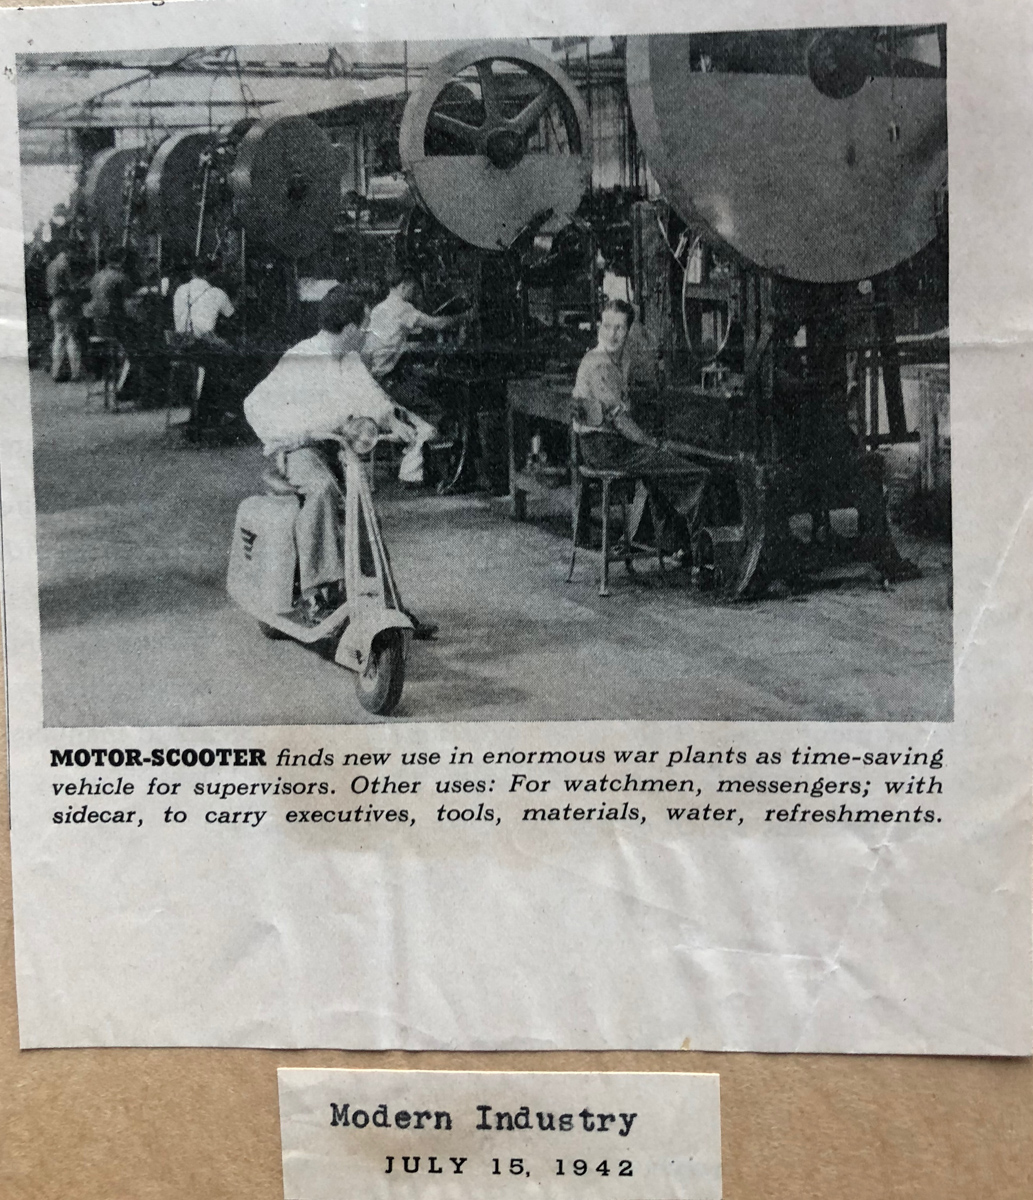 MOTOR-SCOOTER finds new use in enormous war plants as time-saving
vehicle for supervisors. Other uses: For watchmen, messengers; with
sidecar, to carry executives, tools, materials, water, refreshments.
Modern Industry
JULY 15, 1942